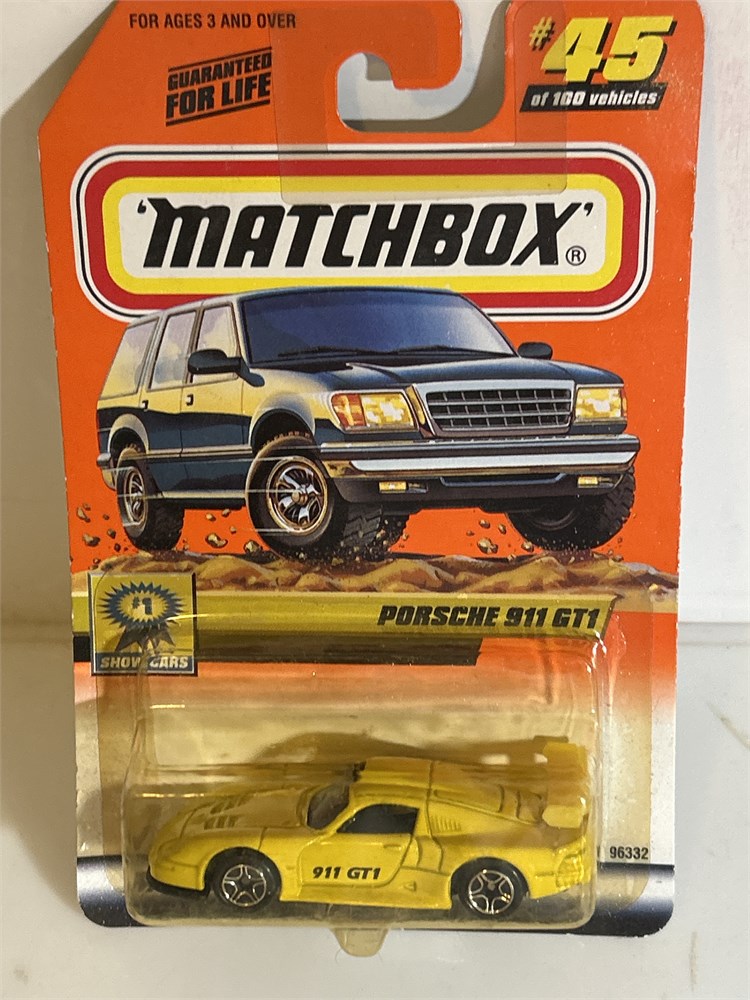 FOR AGES 3 AND OVER
GUARANTEED
FOR LIFE
#45
of 100 vehicles
'MATCHBOX'®
PORSCHE 911 GT1
#1
SHOW CARS
911 GT1
96332